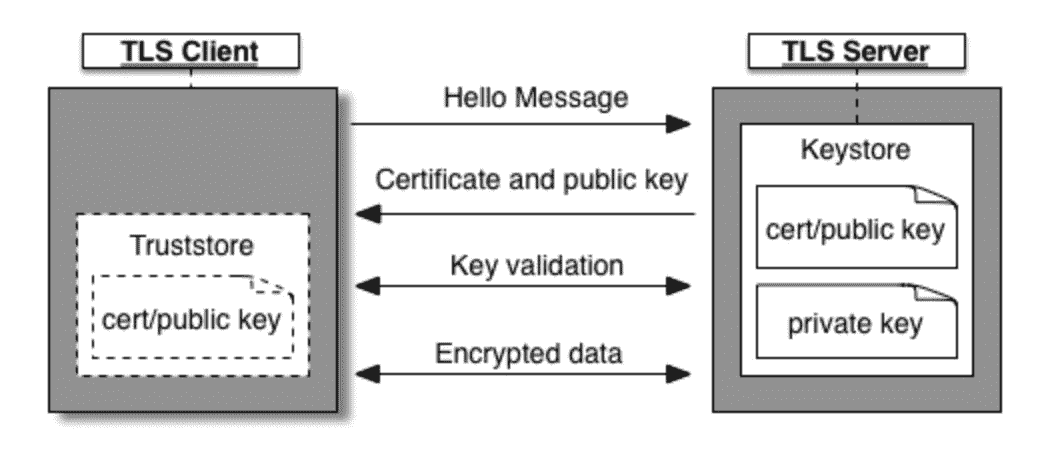 TLS Client
TLS Server
Hello Message
Keystore
Certificate and public key
cert/public key
Truststore
Key validation
cert/public key
private key
Encrypted data